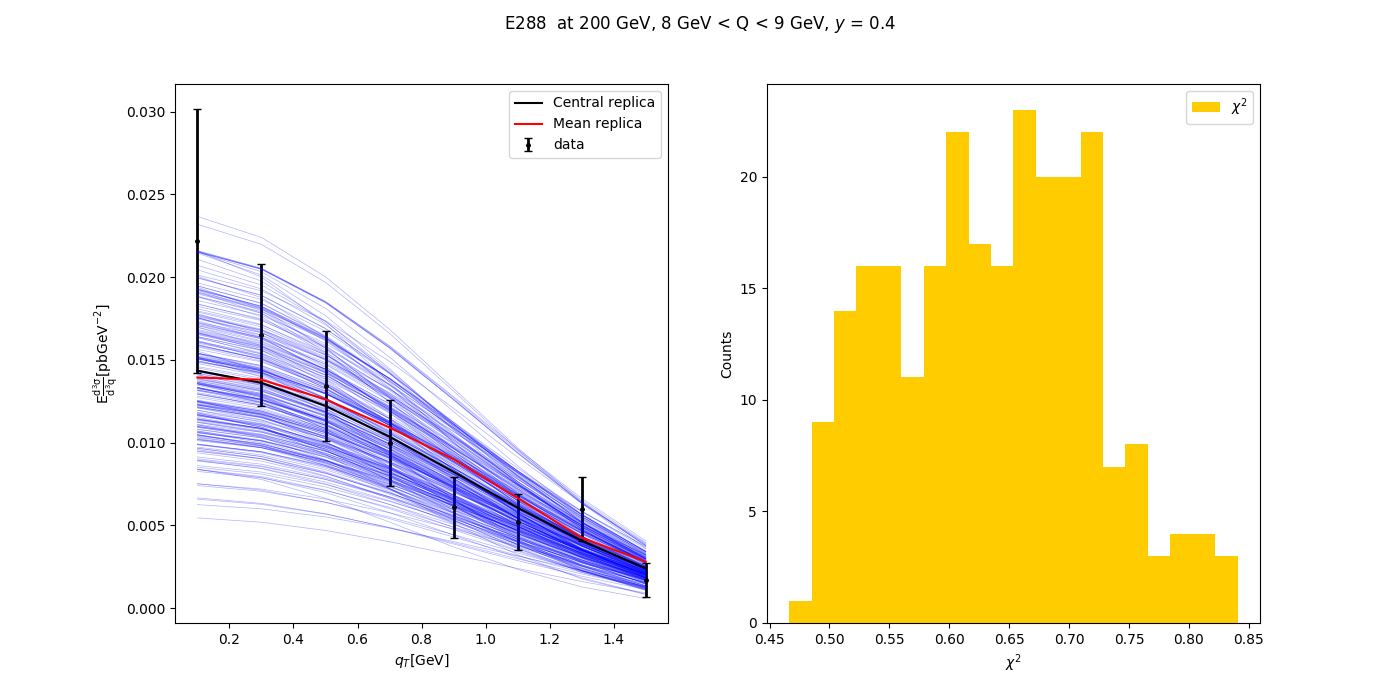 E288  at 200 GeV, 8 GeV < Q < 9 GeV, y = 0.4
E d³σ/d³q [pbGeV⁻²]
0.030
0.025
0.020
0.015
0.010
0.005
0.000
Central replica
Mean replica
data
0.2 0.4 0.6 0.8 1.0 1.2 1.4
q_T[GeV]
Counts
20
15
10
5
0
χ²
0.45 0.50 0.55 0.60 0.65 0.70 0.75 0.80 0.85
χ²